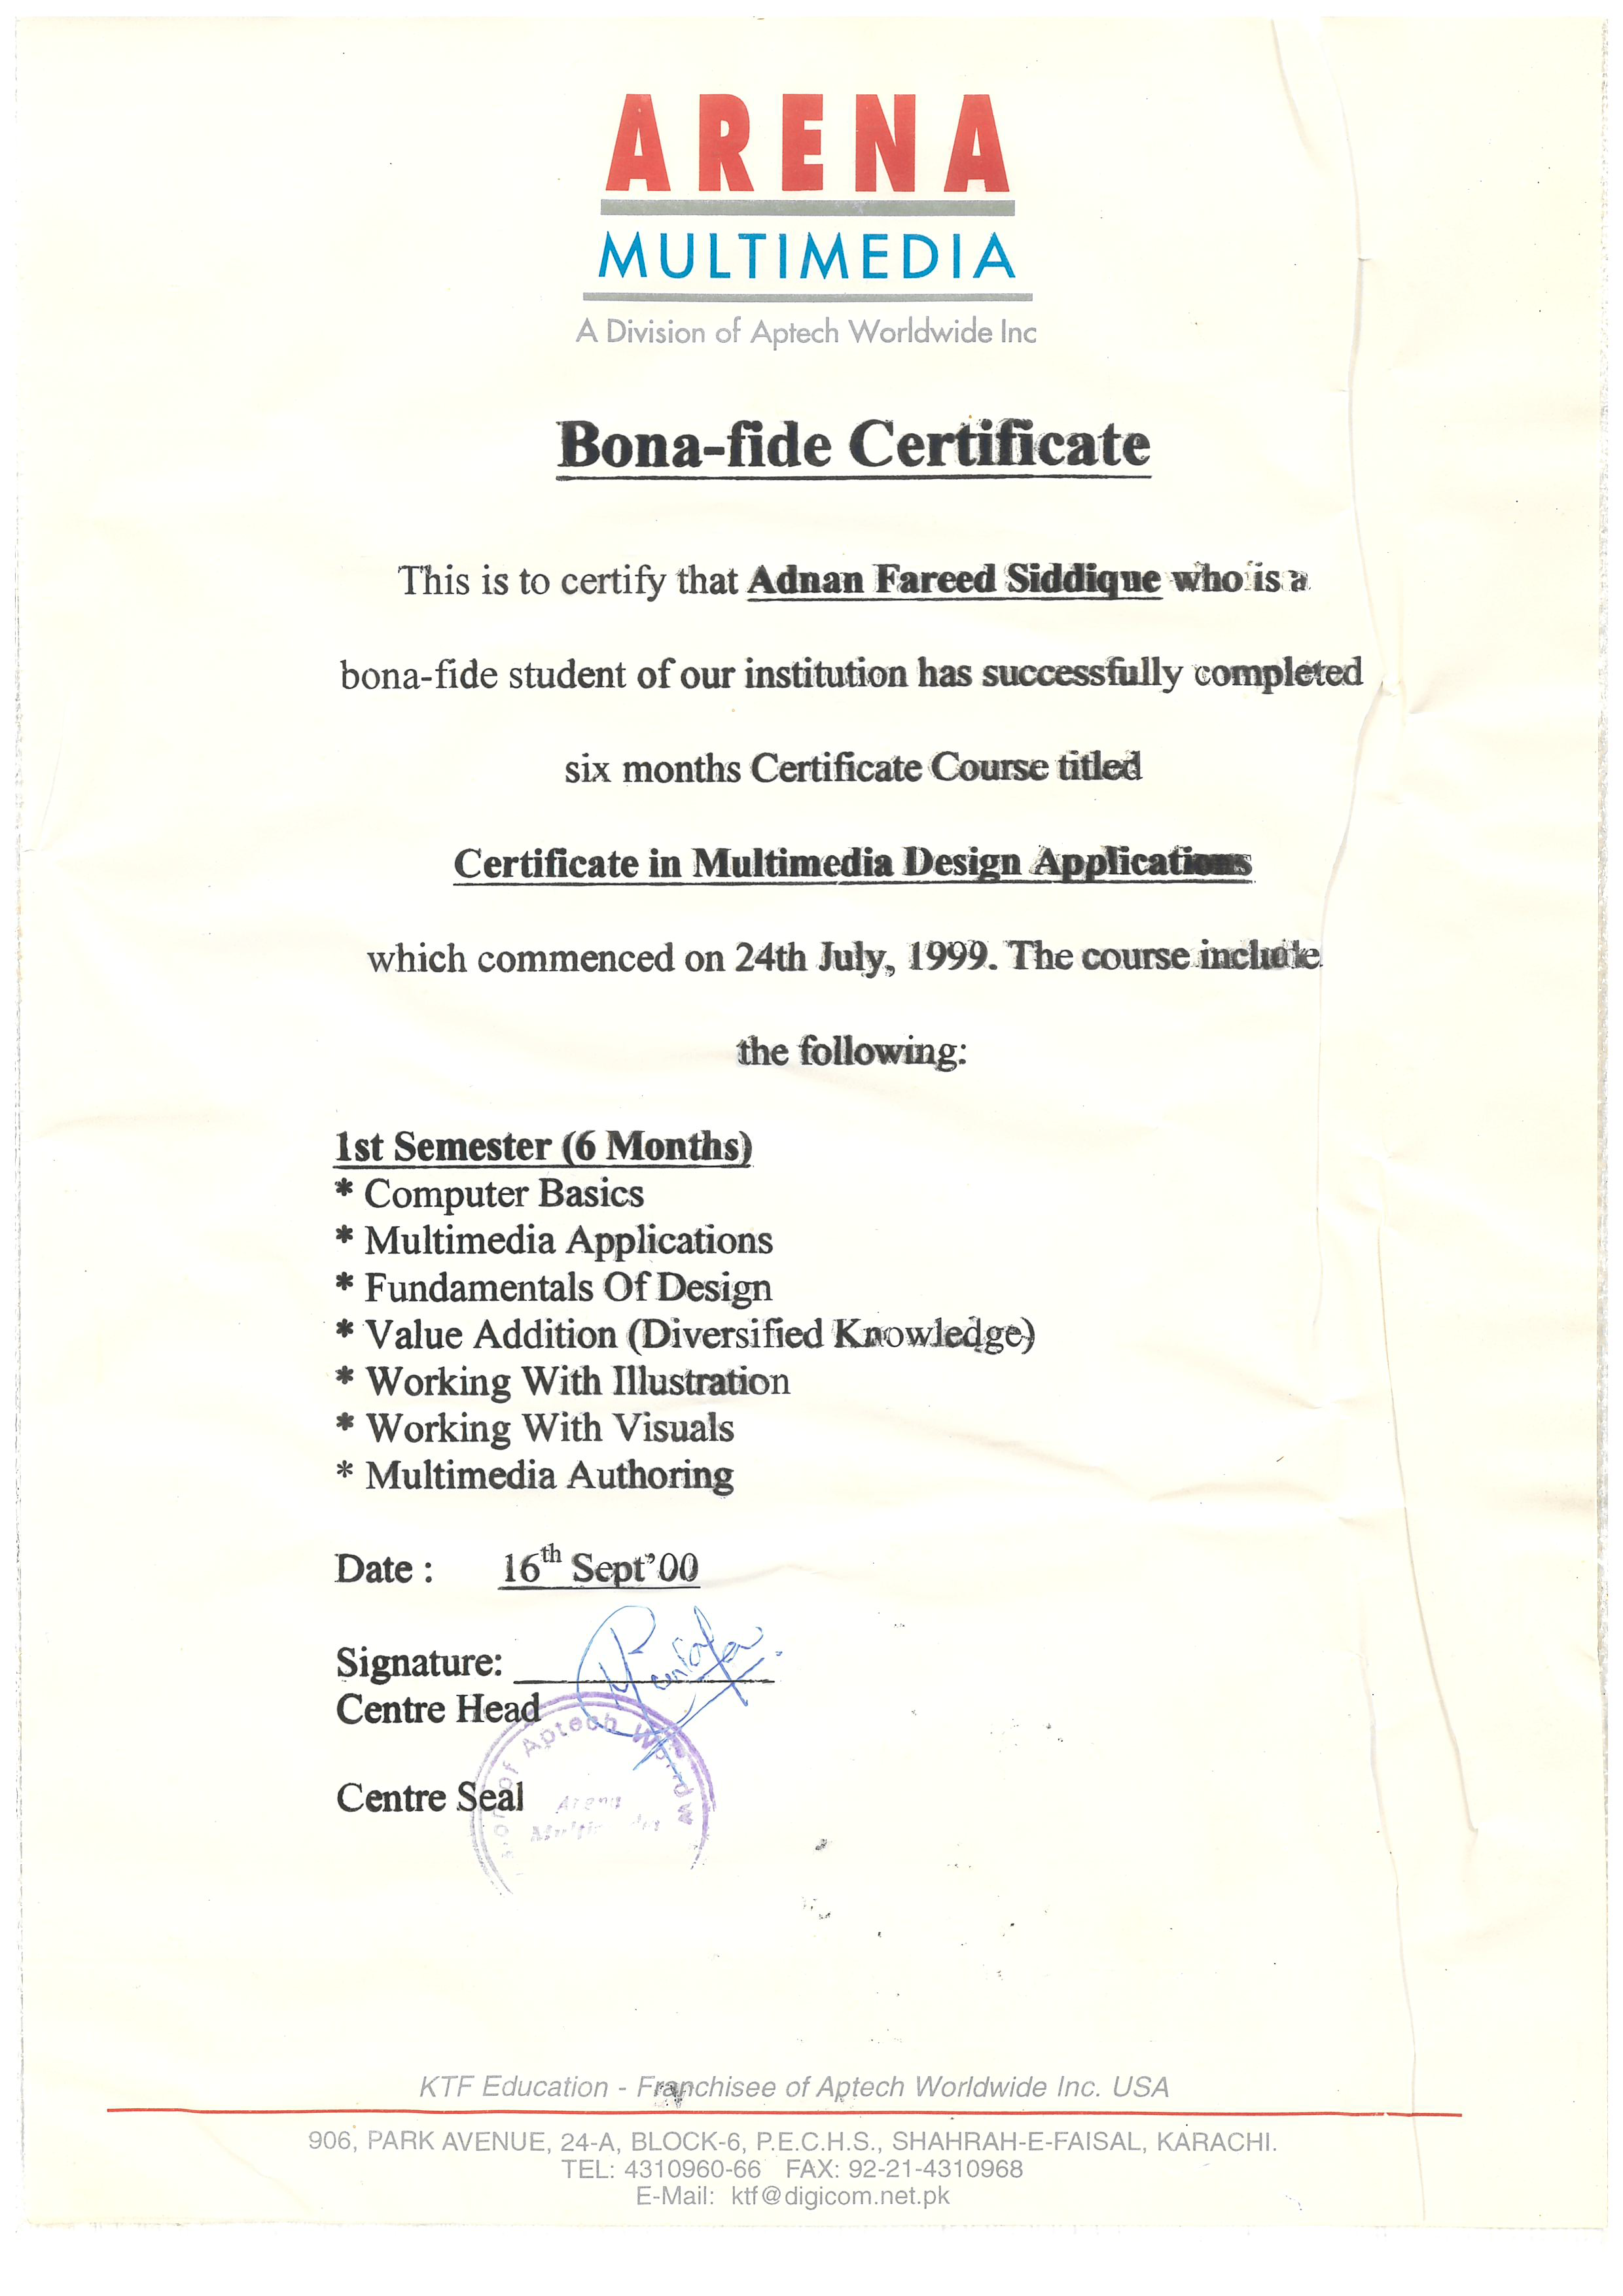 ARENA
MULTIMEDIA
A Division of Aptech Worldwide Inc
Bona-fide Certificate
This is to certify that Adnan Fareed Siddique who is a
bona-fide student of our institution has successfully completed
six months Certificate Course titled
Certificate in Multimedia Design Applications
which commenced on 24th July, 1999. The course include
the following:
1st Semester (6 Months)
* Computer Basics
* Multimedia Applications
* Fundamentals Of Design
* Value Addition (Diversified Knowledge)
* Working With Illustration
* Working With Visuals
* Multimedia Authoring
Date : 16th Sept'00
Signature:
Centre Head
of Aptech
Centre Seal
Arena
KTF Education - Franchisee of Aptech Worldwide Inc. USA
906, PARK AVENUE, 24-A, BLOCK-6, P.E.C.H.S., SHAHRAH-E-FAISAL, KARACHI.
TEL: 4310960-66 FAX: 92-21-4310968
E-Mail: ktf@digicom.net.pk